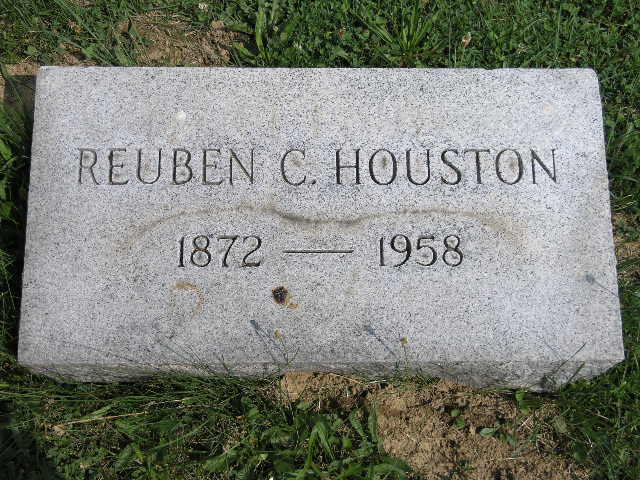 REUBEN C. HOUSTON
1872 — 1958